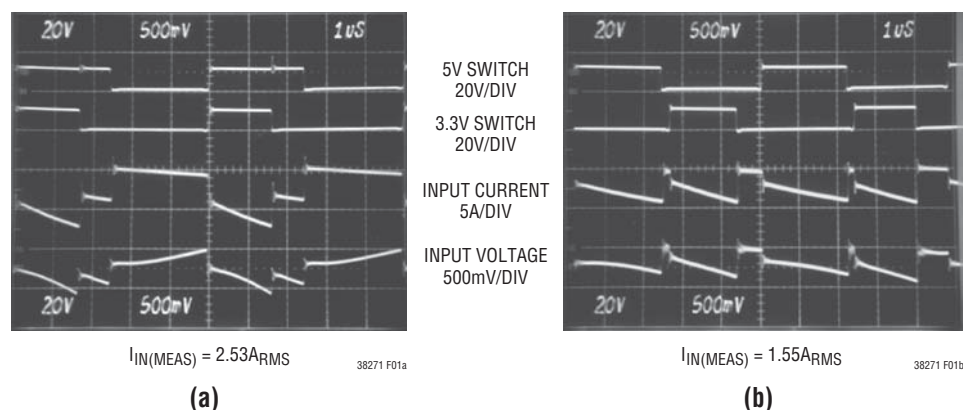 20V 500mV 1uS
20V 500mV
5V SWITCH
20V/DIV
3.3V SWITCH
20V/DIV
INPUT CURRENT
5A/DIV
INPUT VOLTAGE
500mV/DIV
20V 500mV 1uS
20V 500mV
IIN(MEAS) = 2.53ARMS
38271 F01a
(a)
IIN(MEAS) = 1.55ARMS
38271 F01b
(b)